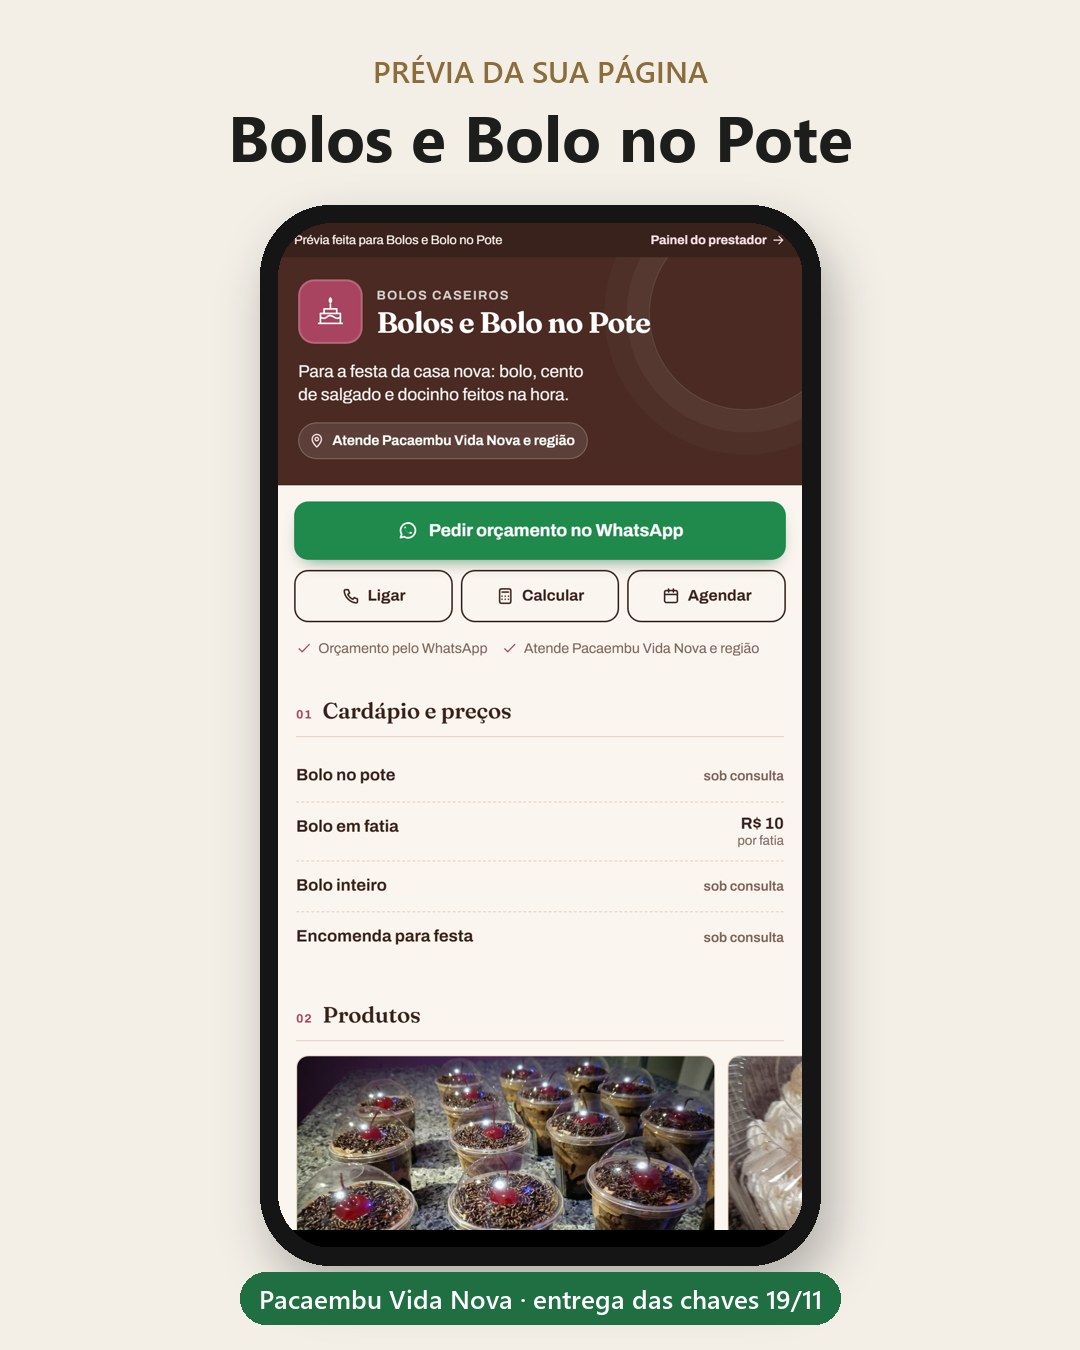 PRÉVIA DA SUA PÁGINA
Bolos e Bolo no Pote
Prévia feita para Bolos e Bolo no Pote
Painel do prestador →
BOLOS CASEIROS
Bolos e Bolo no Pote
Para a festa da casa nova: bolo, cento
de salgado e docinho feitos na hora.
Atende Pacaembu Vida Nova e região
Pedir orçamento no WhatsApp
Ligar
Calcular
Agendar
Orçamento pelo WhatsApp
Atende Pacaembu Vida Nova e região
01 Cardápio e preços
Bolo no pote
sob consulta
Bolo em fatia
R$ 10
por fatia
Bolo inteiro
sob consulta
Encomenda para festa
sob consulta
02 Produtos
Pacaembu Vida Nova · entrega das chaves 19/11